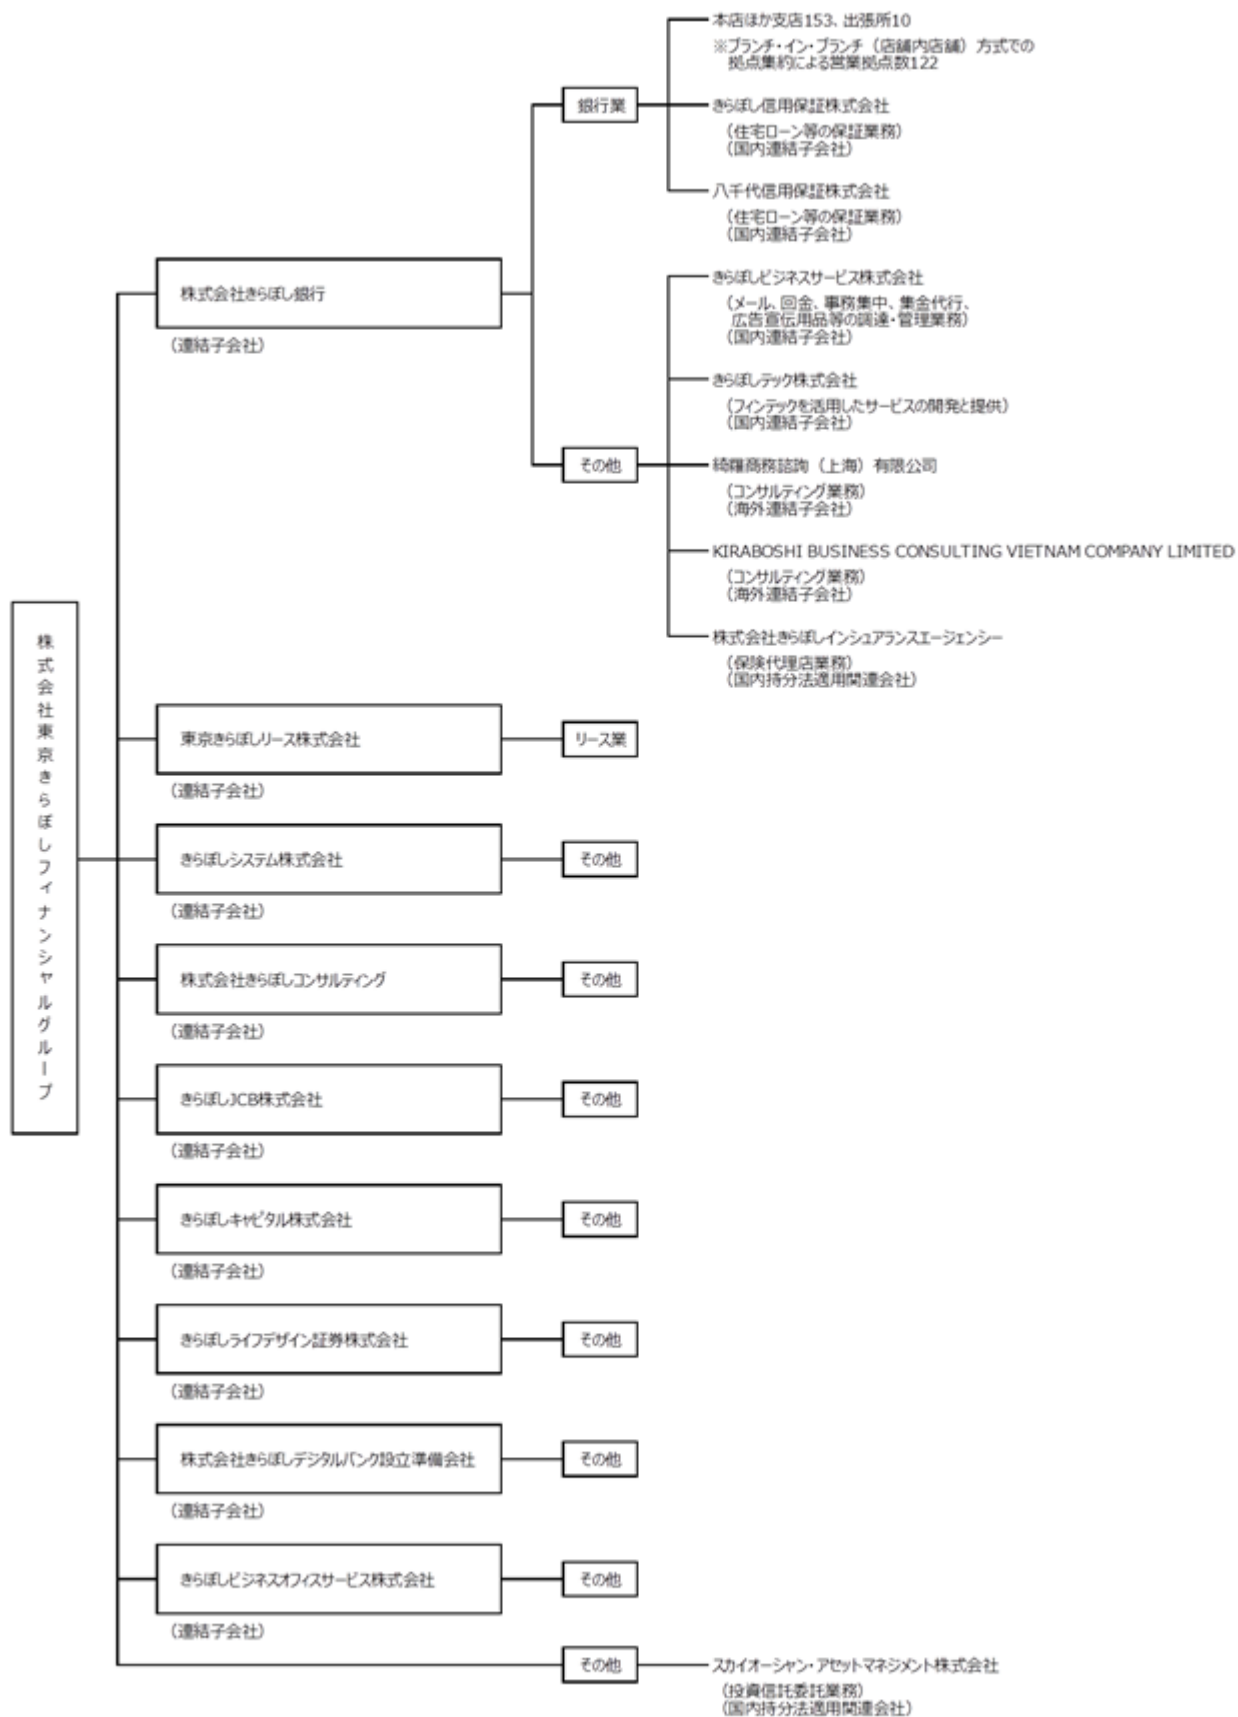 株式会社東京きらぼしフィナンシャルグループ
株式会社きらぼし銀行
（連結子会社）
銀行業
本店ほか支店153、出張所10
※ブランチ・イン・ブランチ（店舗内店舗）方式での
拠点集約による営業拠点数122
きらぼし信用保証株式会社
（住宅ローン等の保証業務）
（国内連結子会社）
八千代信用保証株式会社
（住宅ローン等の保証業務）
（国内連結子会社）
その他
きらぼしビジネスサービス株式会社
（メール、回金、事務集中、集金代行、
広告宣伝用品等の調達・管理業務）
（国内連結子会社）
きらぼしテック株式会社
（フィンテックを活用したサービスの開発と提供）
（国内連結子会社）
綺羅商務諮詢（上海）有限公司
（コンサルティング業務）
（海外連結子会社）
KIRABOSHI BUSINESS CONSULTING VIETNAM COMPANY LIMITED
（コンサルティング業務）
（海外連結子会社）
株式会社きらぼしインシュアランスエージェンシー
（保険代理店業務）
（国内持分法適用関連会社）
東京きらぼしリース株式会社
（連結子会社）
リース業
きらぼしシステム株式会社
（連結子会社）
その他
株式会社きらぼしコンサルティング
（連結子会社）
その他
きらぼしJCB株式会社
（連結子会社）
その他
きらぼしキャピタル株式会社
（連結子会社）
その他
きらぼしライフデザイン証券株式会社
（連結子会社）
その他
株式会社きらぼしデジタルバンク設立準備会社
（連結子会社）
その他
きらぼしビジネスオフィスサービス株式会社
（連結子会社）
その他
その他
スカイオーシャン・アセットマネジメント株式会社
（投資信託委託業務）
（国内持分法適用関連会社）